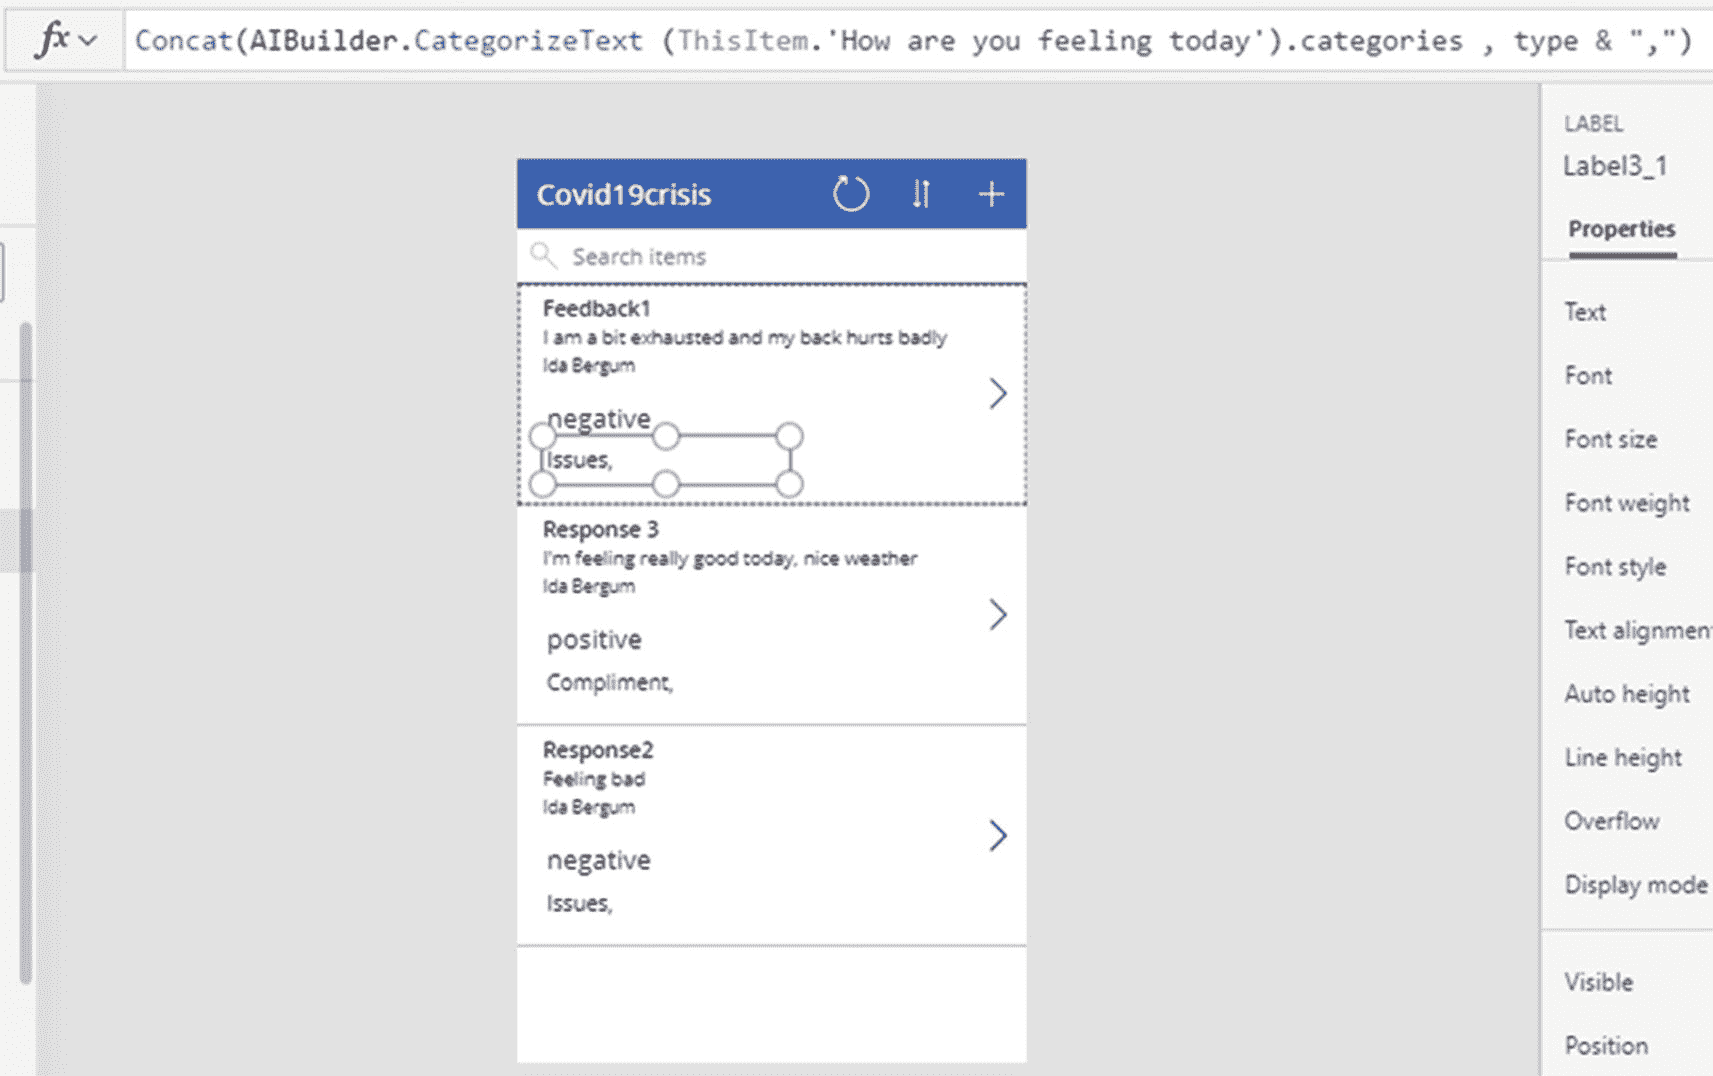 fx
Concat(AIBuilder.CategorizeText (ThisItem.'How are you feeling today').categories , type & ",")
Covid19crisis
Search items
Feedback1
I am a bit exhausted and my back hurts badly
Ida Bergum
negative
Issues,
Response 3
I'm feeling really good today, nice weather
Ida Bergum
positive
Compliment,
Response2
Feeling bad
Ida Bergum
negative
Issues,
LABEL
Label3_1
Properties
Text
Font
Font size
Font weight
Font style
Text alignmen
Auto height
Line height
Overflow
Display mode
Visible
Position